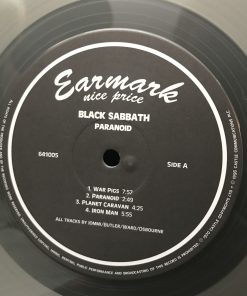 Earmark
nice price
BLACK SABBATH
PARANOID
641005
SIDE A
1. WAR PIGS 7:57
2. PARANOID 2:49
3. PLANET CARAVAN 4:25
4. IRON MAN 5:55
ALL TRACKS BY IOMMI/BUTLER/WARD/OSBOURNE